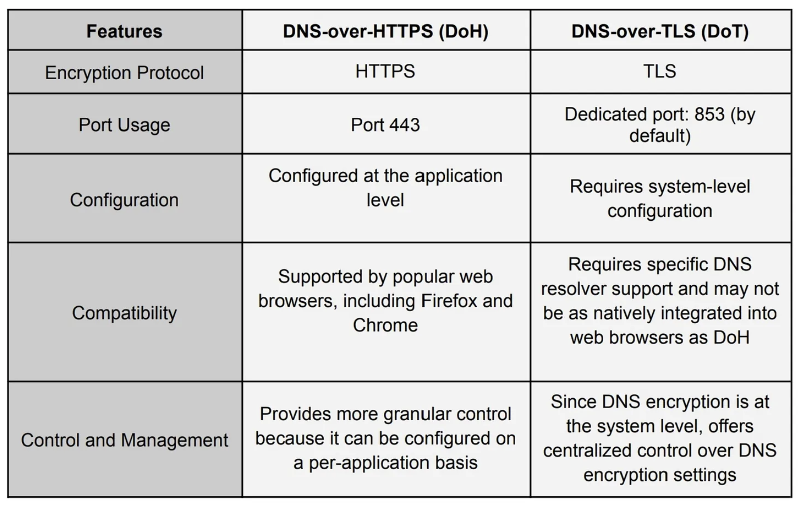 Features
DNS-over-HTTPS (DoH)
DNS-over-TLS (DoT)
Encryption Protocol
HTTPS
TLS
Port Usage
Port 443
Dedicated port: 853 (by
default)
Configuration
Configured at the application
level
Requires system-level
configuration
Compatibility
Supported by popular web
browsers, including Firefox and
Chrome
Requires specific DNS
resolver support and may not
be as natively integrated into
web browsers as DoH
Control and Management
Provides more granular control
because it can be configured on
a per-application basis
Since DNS encryption is at
the system level, offers
centralized control over DNS
encryption settings